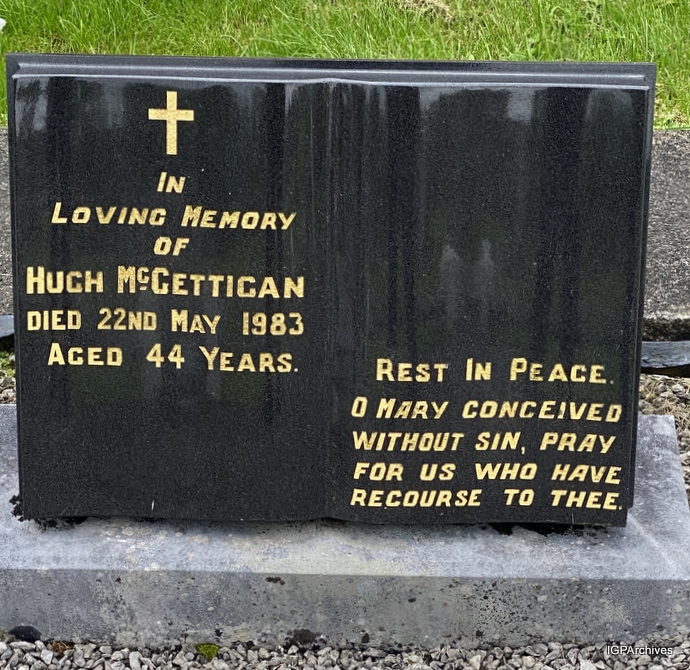 In
Loving Memory
of
Hugh McGettigan
died 22nd May 1983
Aged 44 Years.
Rest In Peace.
O Mary conceived
without sin, pray
for us who have
recourse to thee.
IGPArchives